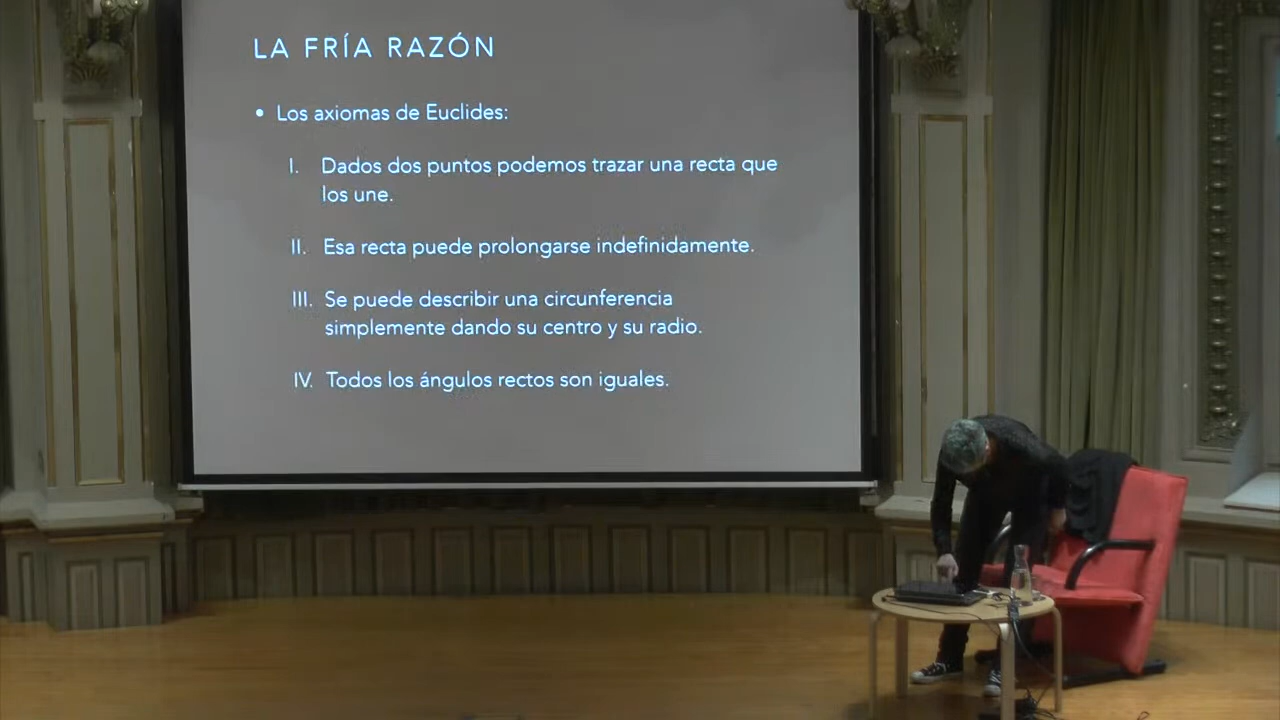 LA FRÍA RAZÓN
• Los axiomas de Euclides:
I. Dados dos puntos podemos trazar una recta que
los une.
II. Esa recta puede prolongarse indefinidamente.
III. Se puede describir una circunferencia
simplemente dando su centro y su radio.
IV. Todos los ángulos rectos son iguales.